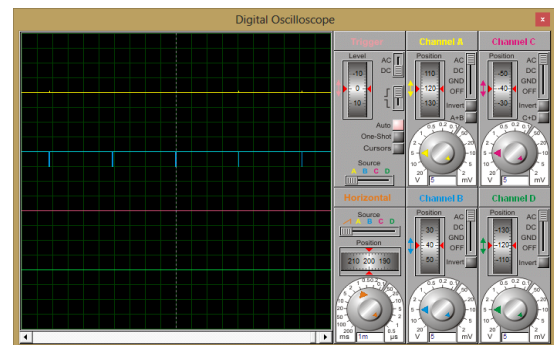 Digital Oscilloscope
x
Trigger
Level
AC
DC
-10
0
10
Auto
One-Shot
Cursors
Source
A B C D
Channel A
Position
AC
DC
GND
OFF
-110
-120
-130
Invert
A+B
V 5 mV
Channel C
Position
AC
DC
GND
OFF
-50
-40
-30
Invert
C+D
V 5 mV
Horizontal
Source
A B C D
Position
210 200 190
ms 1m µs
Channel B
Position
AC
DC
GND
OFF
30
40
50
Invert
V 5 mV
Channel D
Position
AC
DC
GND
OFF
-130
-120
-110
Invert
V 5 mV